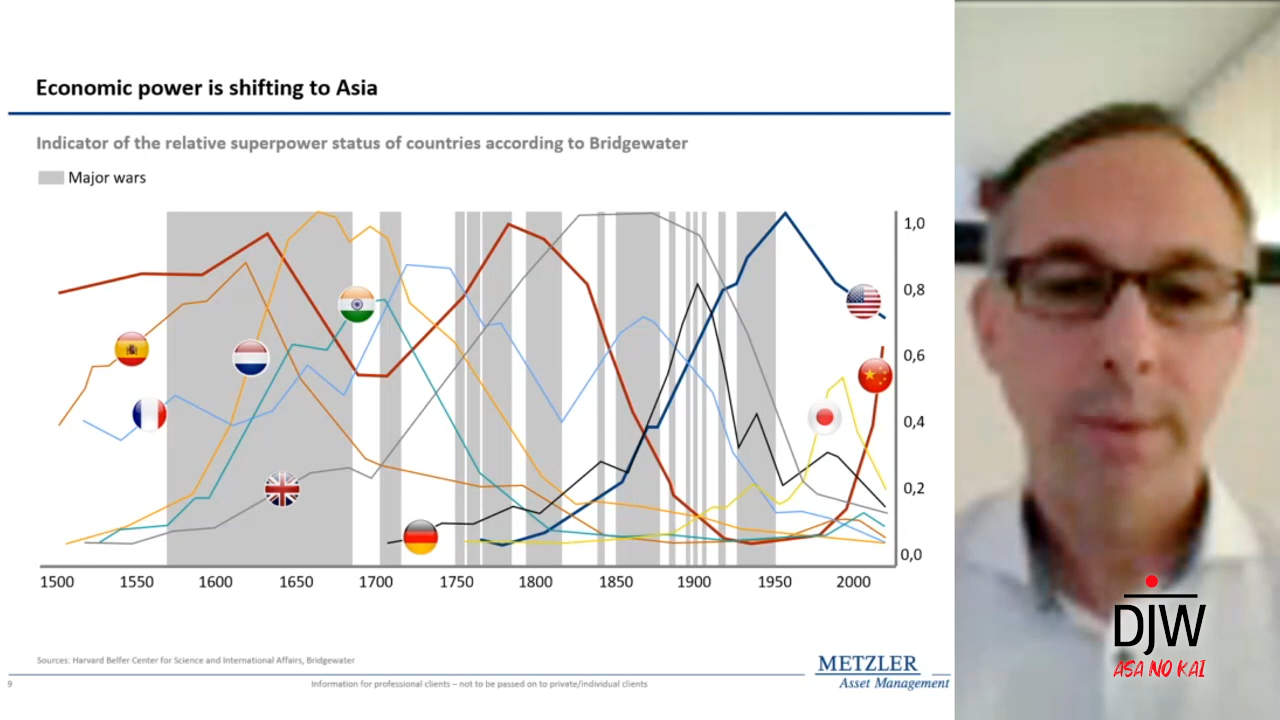 Economic power is shifting to Asia
Indicator of the relative superpower status of countries according to Bridgewater
Major wars
1,0
0,8
0,6
0,4
0,2
0,0
1500 1550 1600 1650 1700 1750 1800 1850 1900 1950 2000
Sources: Harvard Belfer Center for Science and International Affairs, Bridgewater
METZLER
Asset Management
9
Information for professional clients – not to be passed on to private/individual clients
DJW
ASA NO KAI